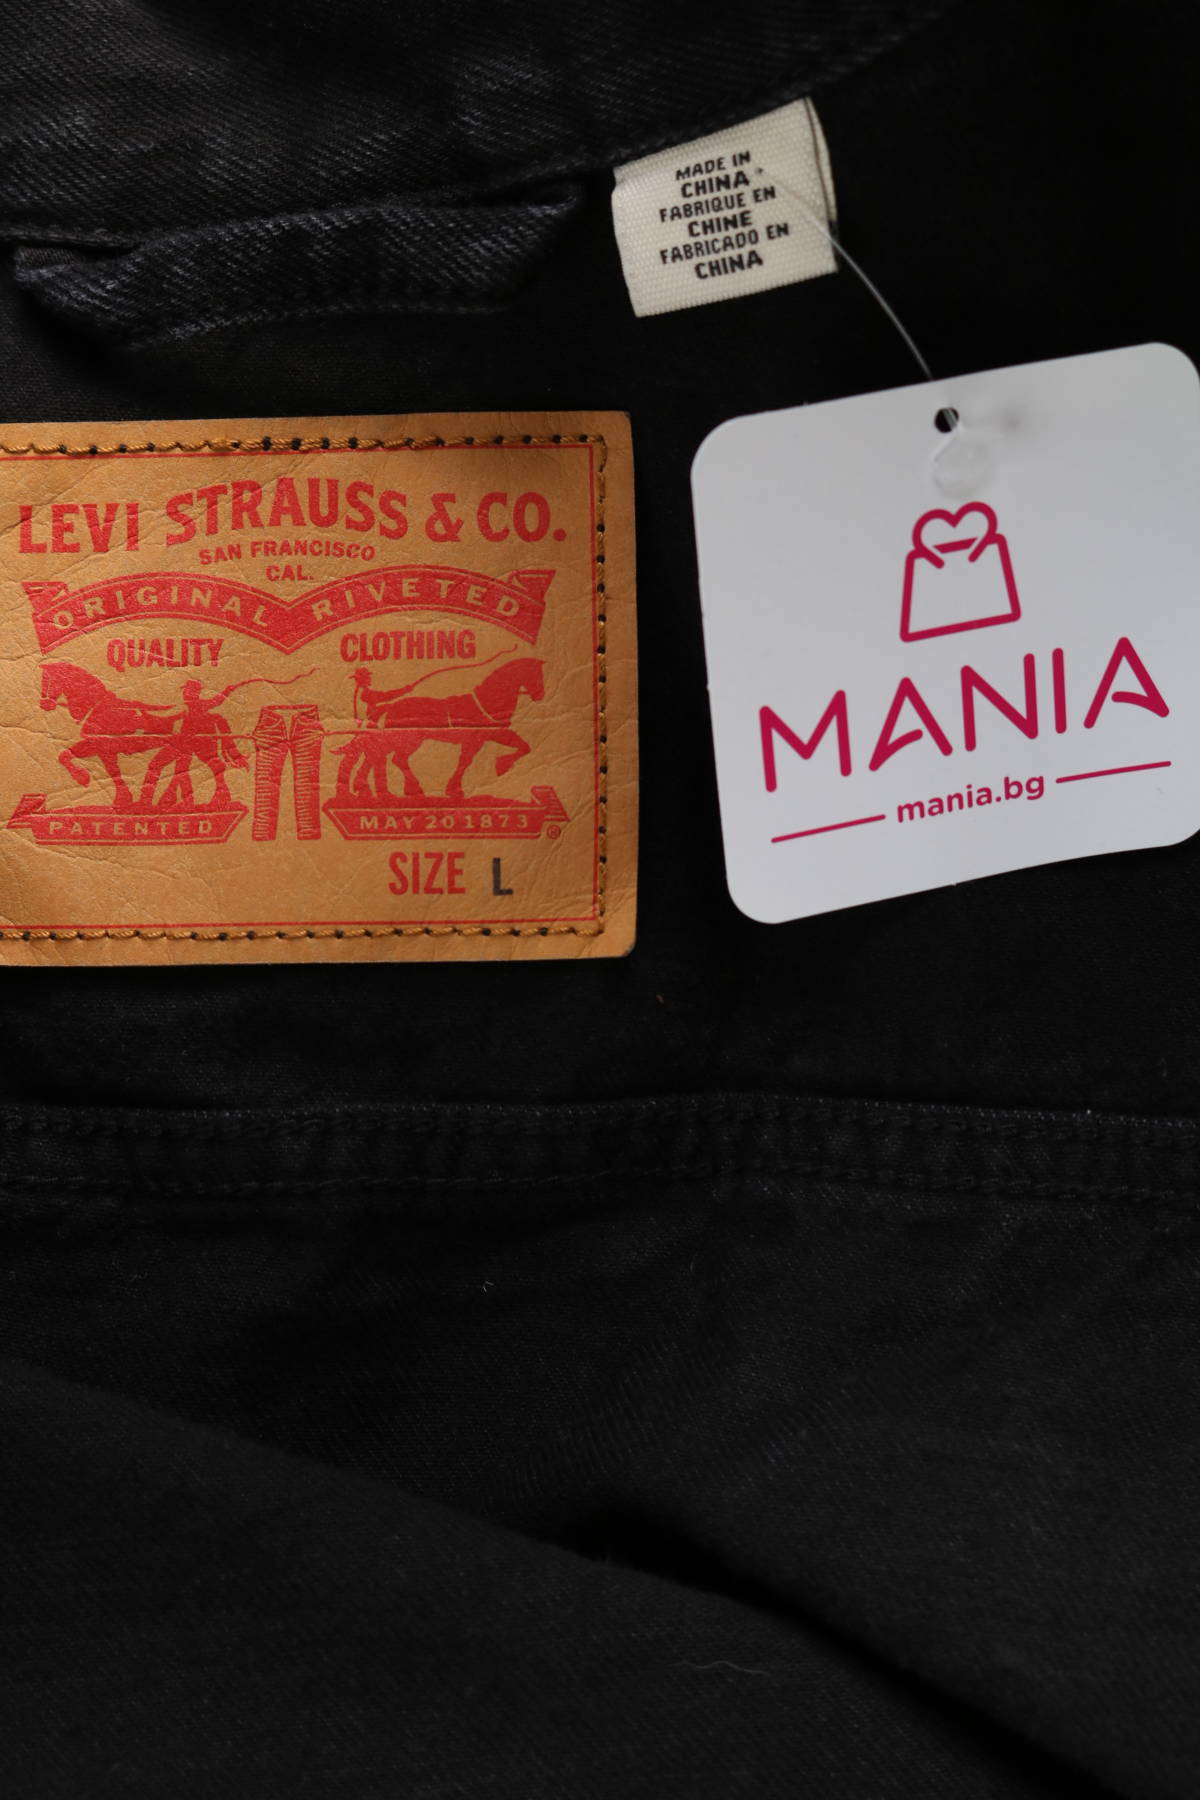 MADE IN
CHINA
FABRIQUE EN
CHINE
FABRICADO EN
CHINA
LEVI STRAUSS & CO.
SAN FRANCISCO
CAL.
ORIGINAL RIVETED
QUALITY CLOTHING
PATENTED MAY 20 1873 ®
SIZE L
MANIA
mania.bg